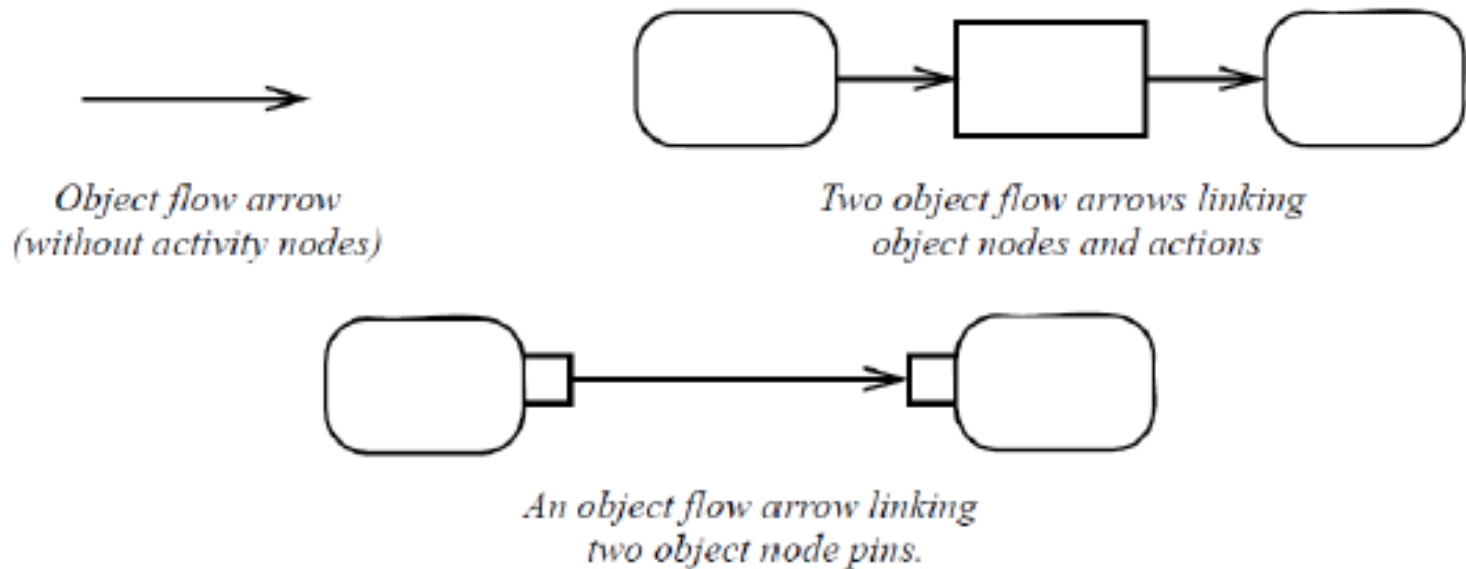 Object flow arrow
(without activity nodes)
Two object flow arrows linking
object nodes and actions
An object flow arrow linking
two object node pins.